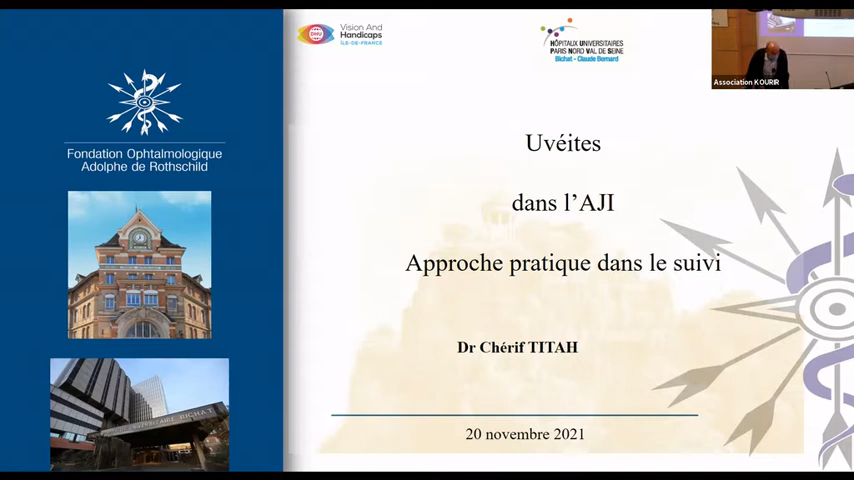 Vision And
Handicaps
ÎLE-DE-FRANCE
DHU
HÔPITAUX UNIVERSITAIRES
PARIS NORD VAL DE SEINE
Bichat - Claude Bernard
Association KOURIR
Fondation Ophtalmologique
Adolphe de Rothschild
Uvéites
dans l’AJI
Approche pratique dans le suivi
Dr Chérif TITAH
20 novembre 2021